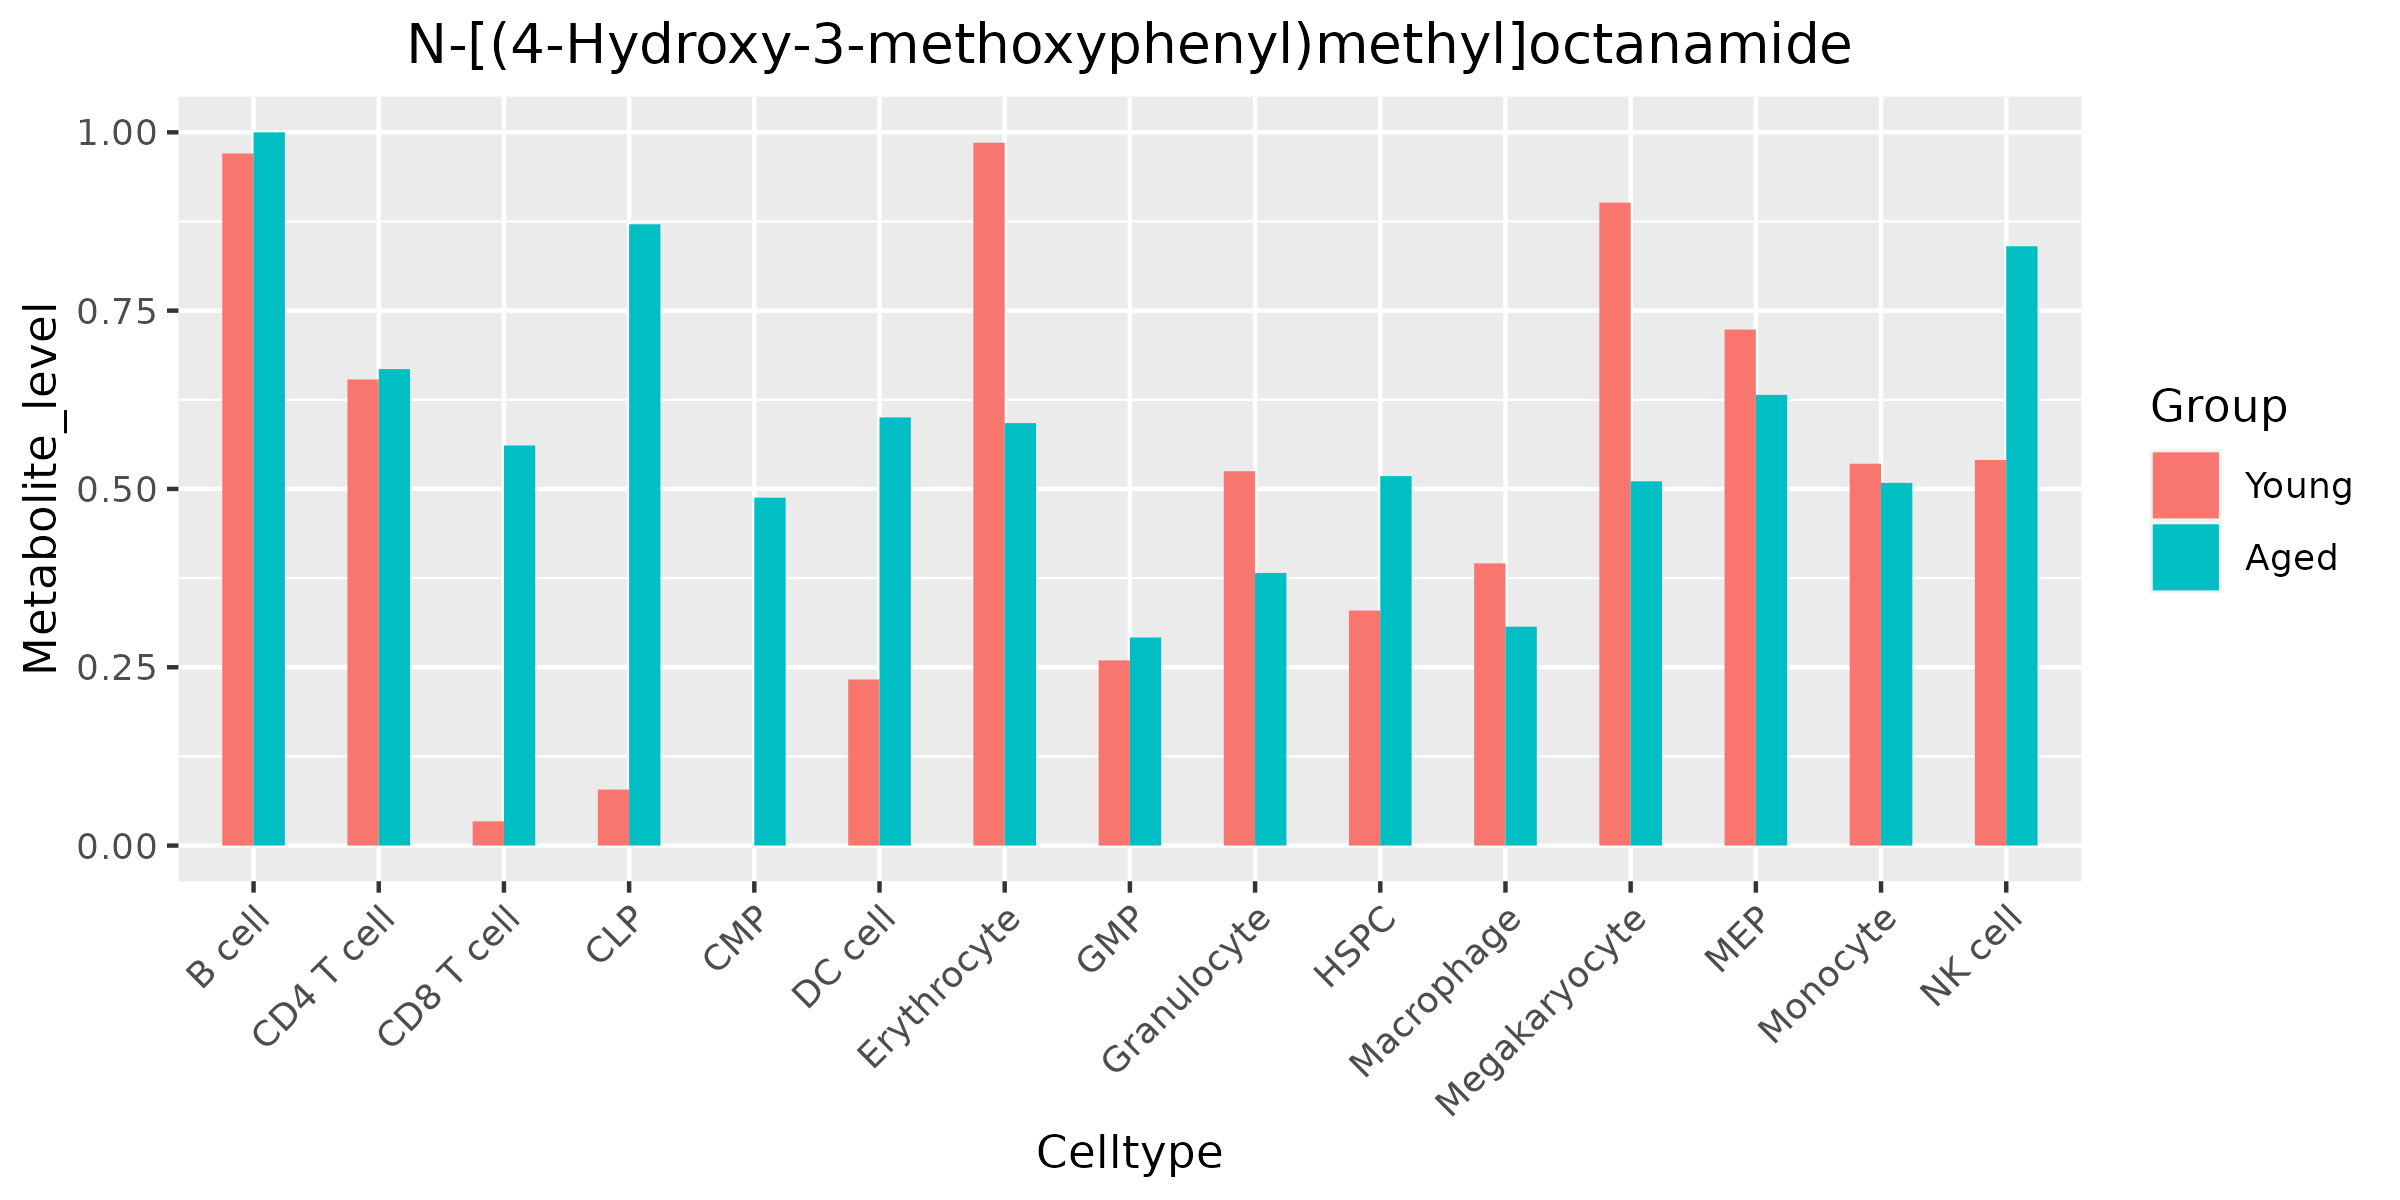 N-[(4-Hydroxy-3-methoxyphenyl)methyl]octanamide
Metabolite_level
1.00
0.75
0.50
0.25
0.00
B cell
CD4 T cell
CD8 T cell
CLP
CMP
DC cell
Erythrocyte
GMP
Granulocyte
HSPC
Macrophage
Megakaryocyte
MEP
Monocyte
NK cell
Celltype
Group
Young
Aged